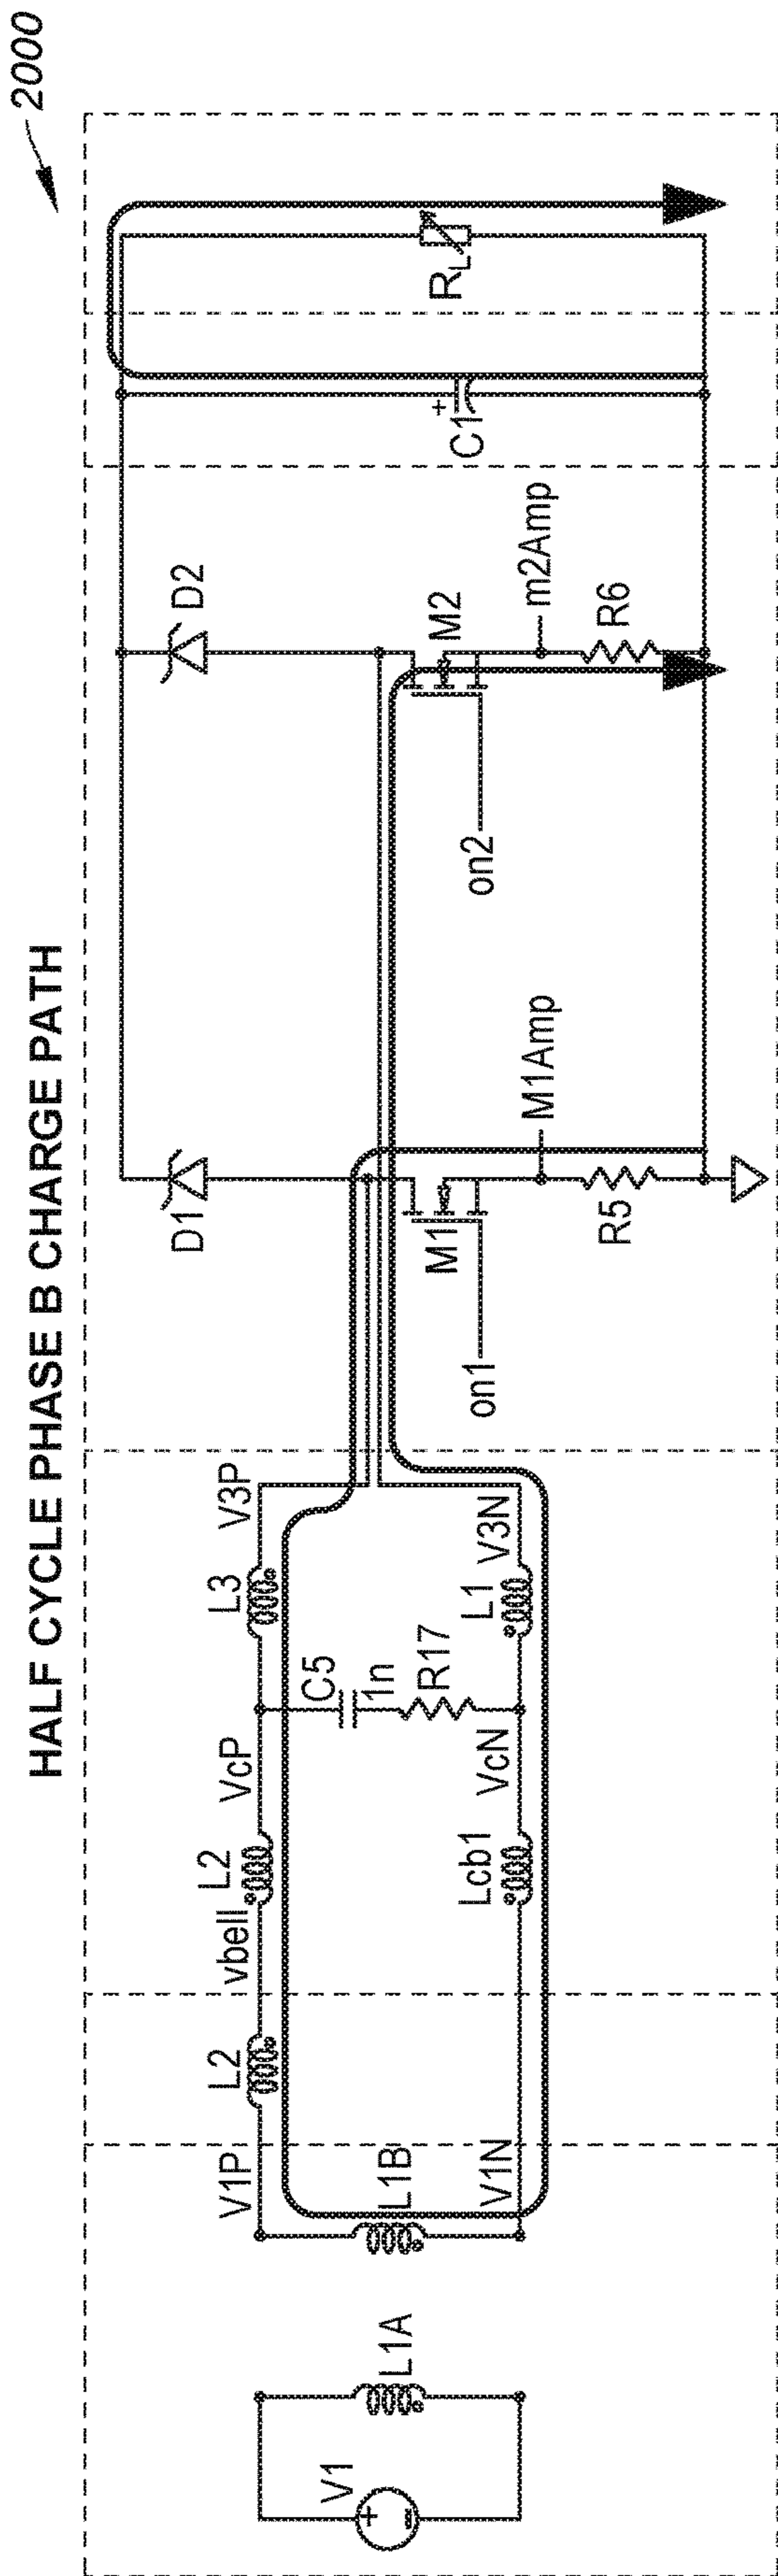 2000
HALF CYCLE PHASE B CHARGE PATH
V1
+
L1A
L1B
V1P
V1N
L2
vbell
L2
VcP
Lcb1
VcN
C5
1n
R17
L3
V3P
L1
V3N
D1
on1
M1
M1Amp
R5
D2
on2
M2
m2Amp
R6
+
C1
RL